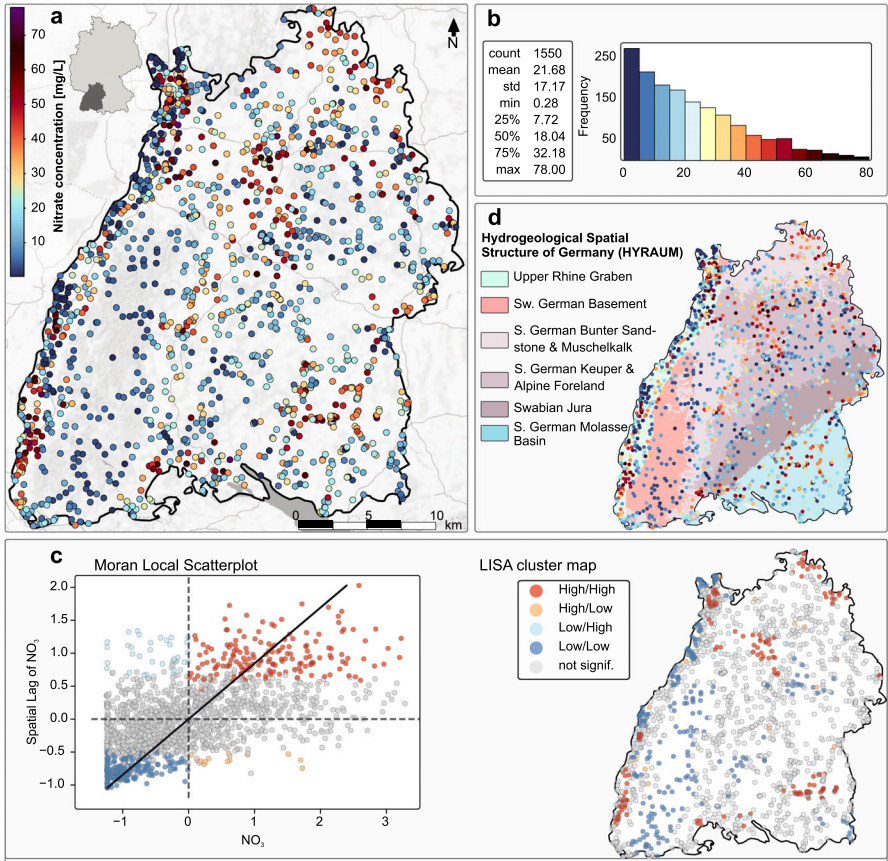 a
N
70
60
50
40
30
20
10
Nitrate concentration [mg/L]
0 5 10
km
b
count 1550
mean 21.68
std 17.17
min 0.28
25% 7.72
50% 18.04
75% 32.18
max 78.00
Frequency
250
150
50
0 20 40 60 80
d
Hydrogeological Spatial
Structure of Germany (HYRAUM)
Upper Rhine Graben
Sw. German Basement
S. German Bunter Sand-
stone & Muschelkalk
S. German Keuper &
Alpine Foreland
Swabian Jura
S. German Molasse
Basin
c
Moran Local Scatterplot
Spatial Lag of NO₃
2.0
1.5
1.0
0.5
0.0
−0.5
−1.0
−1 0 1 2 3
NO₃
LISA cluster map
High/High
High/Low
Low/High
Low/Low
not signif.